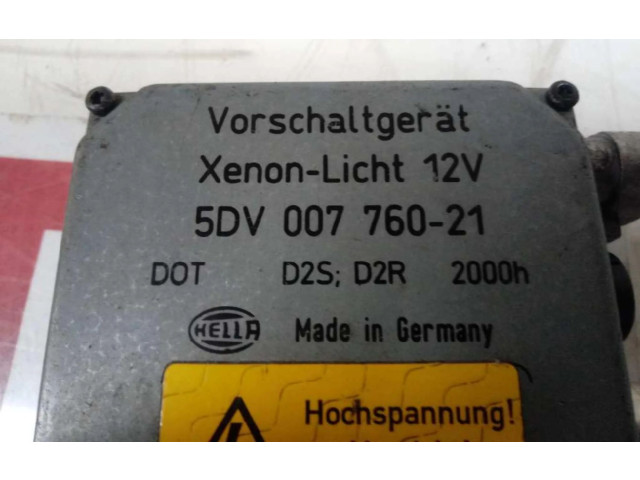 Vorschaltgerät
Xenon-Licht 12V
5DV 007 760-21
DOT D2S; D2R 2000h
HELLA Made in Germany
Hochspannung!